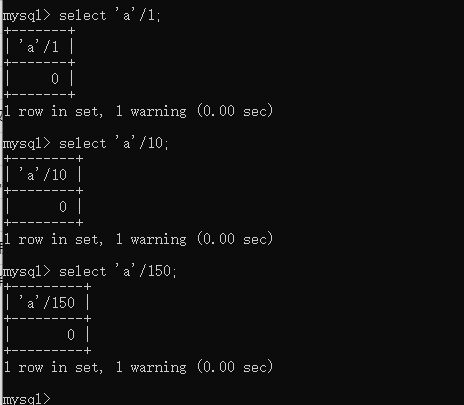 mysql> select 'a'/1;
+-------+
| 'a'/1 |
+-------+
|     0 |
+-------+
1 row in set, 1 warning (0.00 sec)

mysql> select 'a'/10;
+--------+
| 'a'/10 |
+--------+
|      0 |
+--------+
1 row in set, 1 warning (0.00 sec)

mysql> select 'a'/150;
+---------+
| 'a'/150 |
+---------+
|       0 |
+---------+
1 row in set, 1 warning (0.00 sec)

mysql>